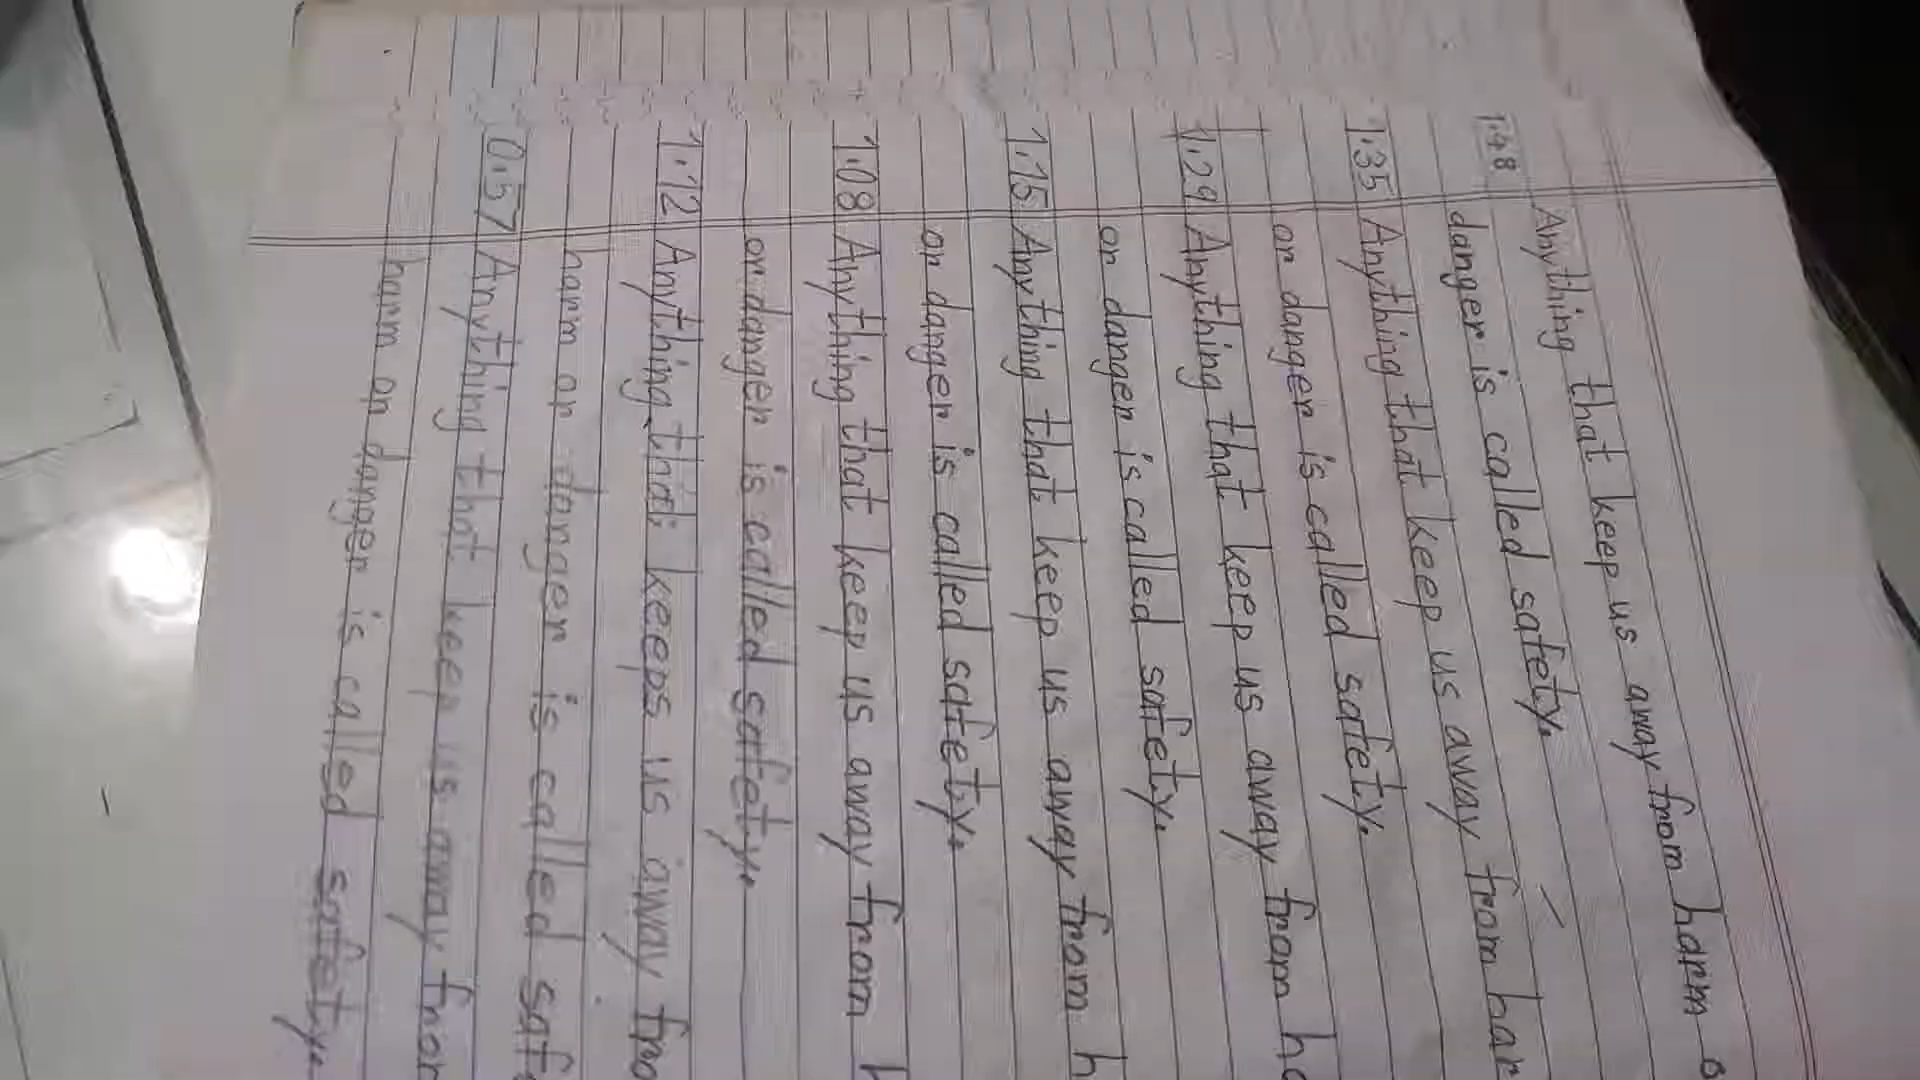 Anything that keep us away from harm
1.48 danger is called safety.
1.35 Anything that keep us away from har
or danger is called safety.
1.29 Anything that keep us away from ha
or danger is called safety.
1.15 Anything that keep us away from h
or danger is called safety.
1.08 Anything that keep us away from h
or danger is called safety.
1.12 Anything that keeps us away fro
harm or danger is called saf
0.57 Anything that keep us away from
harm or danger is called safety.